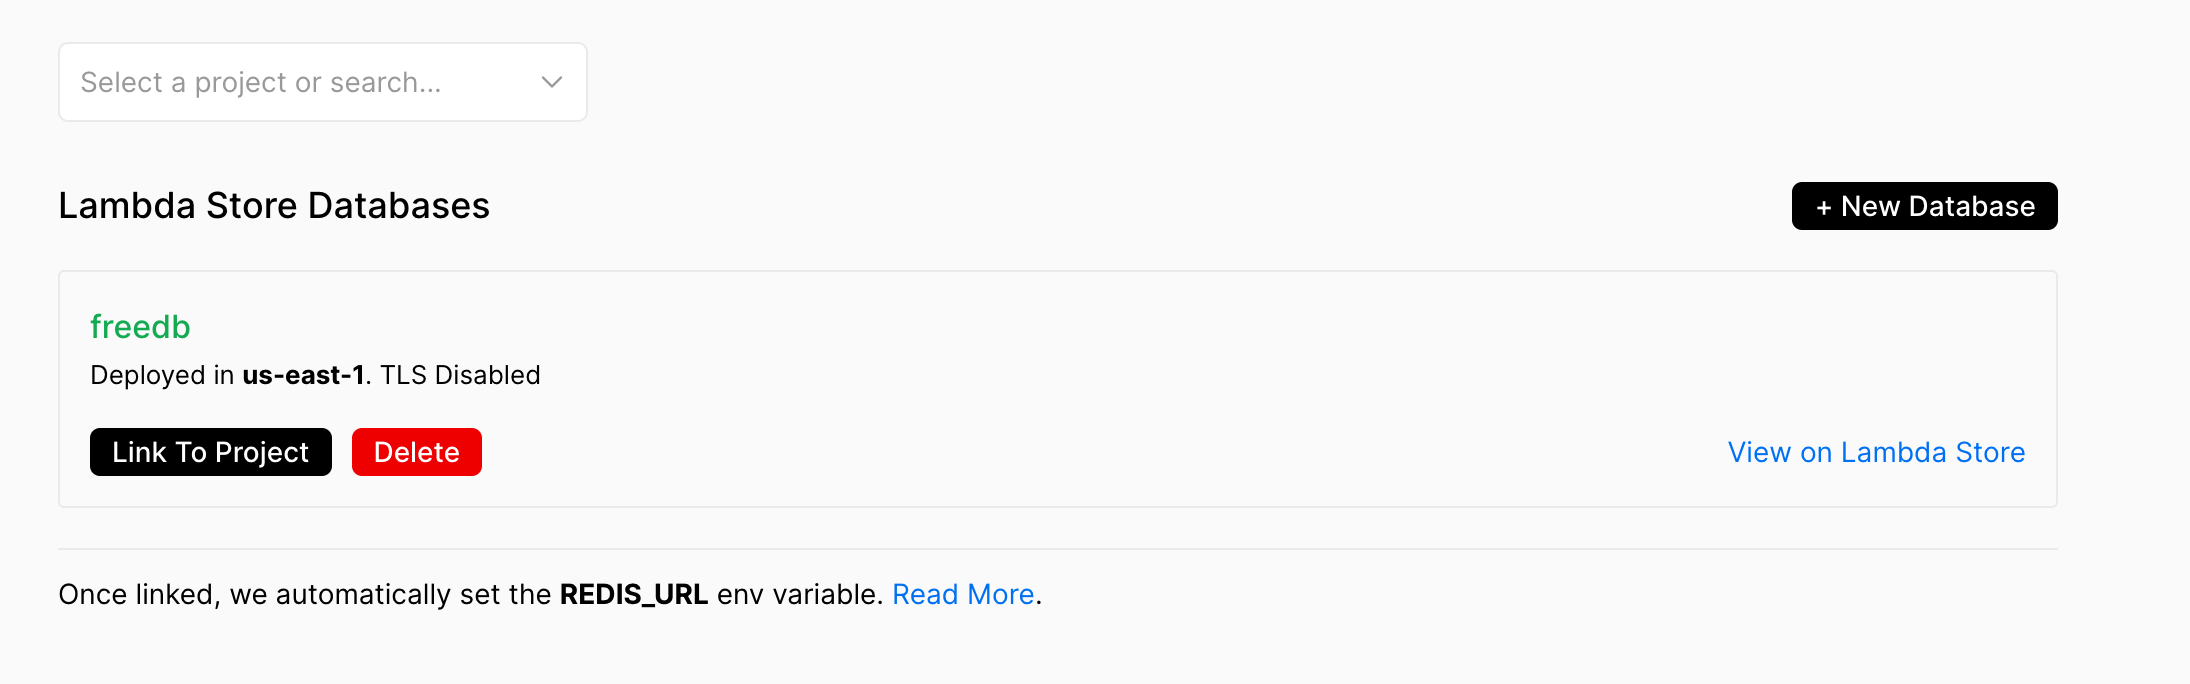 Select a project or search...
Lambda Store Databases
+ New Database
freedb
Deployed in us-east-1. TLS Disabled
Link To Project
Delete
View on Lambda Store
Once linked, we automatically set the REDIS_URL env variable. Read More.